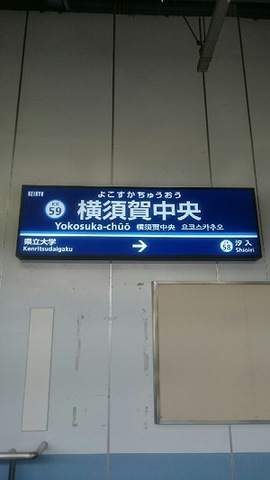 KEIKYU
よこすかちゅうおう
KK 59 横須賀中央
Yokosuka-chūō 横須賀中央 요코스카추오
県立大学 → KK 58 汐入
Kenritsudaigaku Shioiri